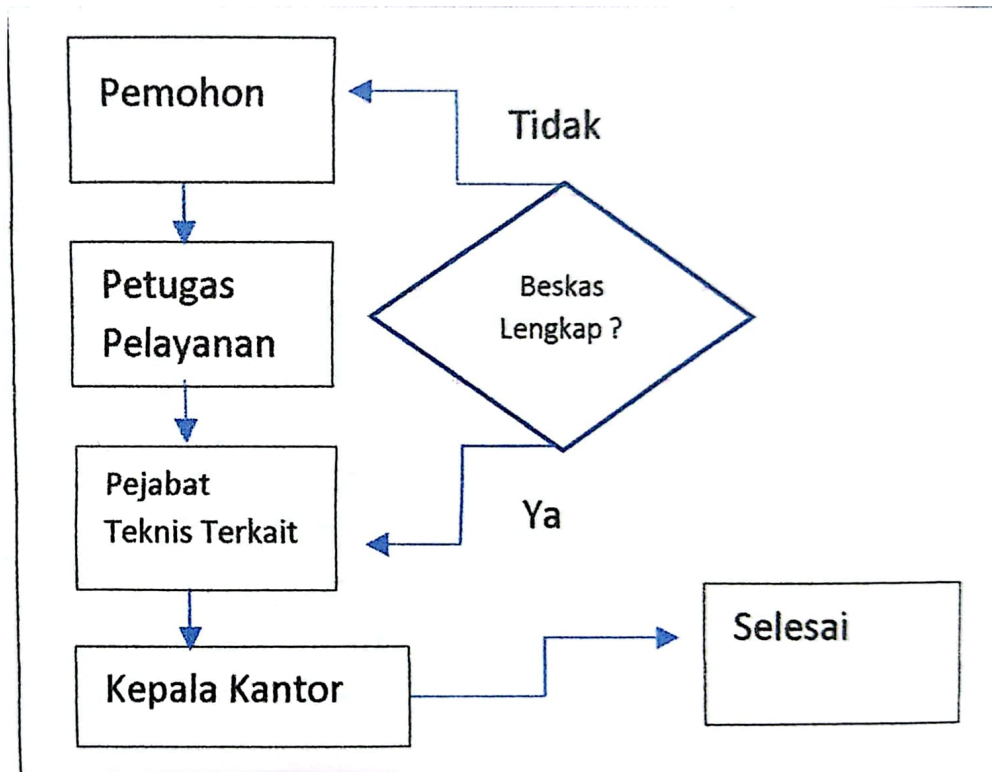 Pemohon
Tidak
Petugas
Pelayanan
Beskas
Lengkap ?
Pejabat
Teknis Terkait
Ya
Kepala Kantor
Selesai